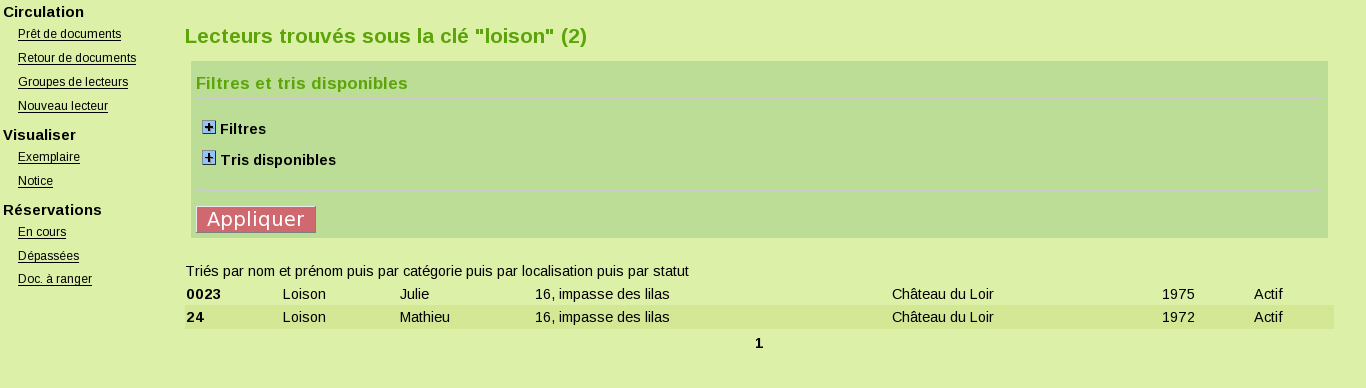 Circulation
Prêt de documents
Retour de documents
Groupes de lecteurs
Nouveau lecteur
Visualiser
Exemplaire
Notice
Réservations
En cours
Dépassées
Doc. à ranger
Lecteurs trouvés sous la clé "loison" (2)
Filtres et tris disponibles
Filtres
Tris disponibles
Appliquer
Triés par nom et prénom puis par catégorie puis par localisation puis par statut
0023 Loison Julie 16, impasse des lilas Château du Loir 1975 Actif
24 Loison Mathieu 16, impasse des lilas Château du Loir 1972 Actif
1